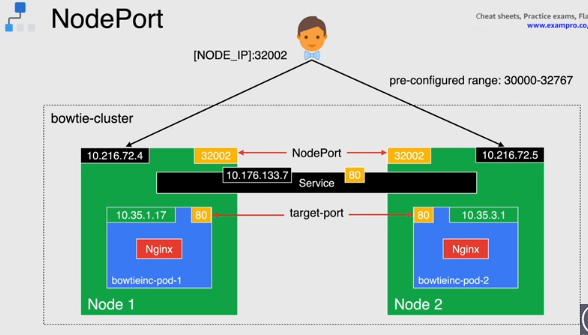 NodePort
Cheat sheets, Practice exams, Fla
www.exampro.co
[NODE_IP]:32002
pre-configured range: 30000-32767
bowtie-cluster
10.216.72.4
32002
NodePort
32002
10.216.72.5
10.176.133.7
80
Service
10.35.1.17
80
target-port
80
10.35.3.1
Nginx
Nginx
bowtieinc-pod-1
bowtieinc-pod-2
Node 1
Node 2